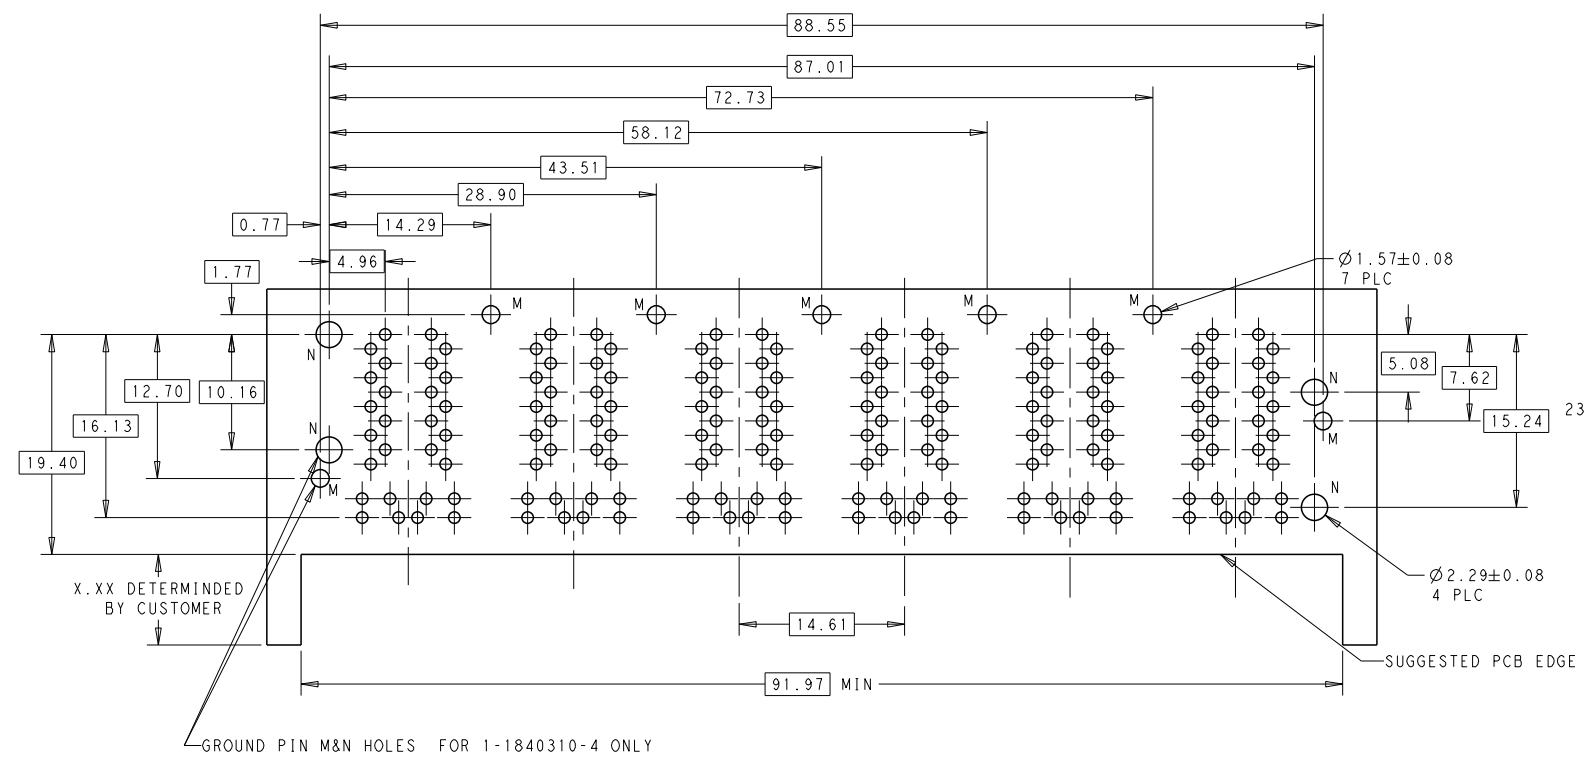 88.55
87.01
72.73
58.12
43.51
28.90
0.77
14.29
4.96
1.77
Ø1.57±0.08
7 PLC
M
M
M
M
M
N
N
M
N
M
N
5.08
7.62
15.24
23
12.70
10.16
16.13
19.40
X.XX DETERMINDED
BY CUSTOMER
Ø2.29±0.08
4 PLC
14.61
SUGGESTED PCB EDGE
91.97 MIN
GROUND PIN M&N HOLES FOR 1-1840310-4 ONLY